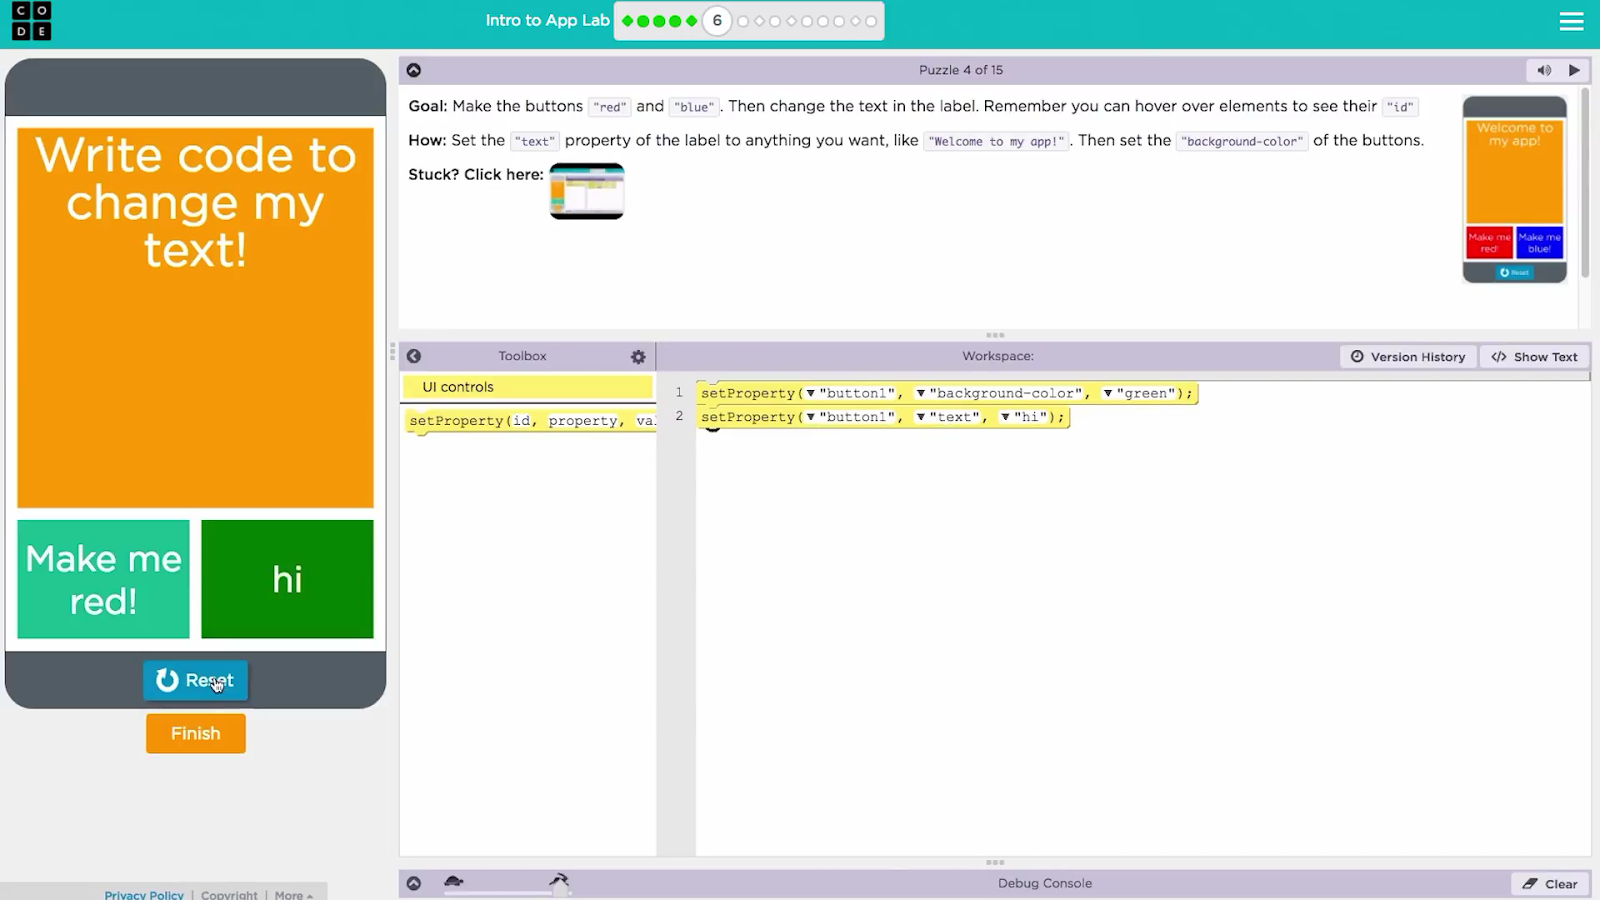 CODE
Intro to App Lab
6
Puzzle 4 of 15
Goal: Make the buttons "red" and "blue". Then change the text in the label. Remember you can hover over elements to see their "id"
How: Set the "text" property of the label to anything you want, like "Welcome to my app!". Then set the "background-color" of the buttons.
Stuck? Click here:
Welcome to
my app!
Make me
red!
Make me
blue!
Reset
Write code to
change my
text!
Make me
red!
hi
Reset
Finish
Toolbox
UI controls
setProperty(id, property, val
Workspace:
Version History
</> Show Text
1 setProperty(▼"button1", ▼"background-color", ▼"green");
2 setProperty(▼"button1", ▼"text", ▼"hi");
Debug Console
Clear
Privacy Policy | Copyright | More